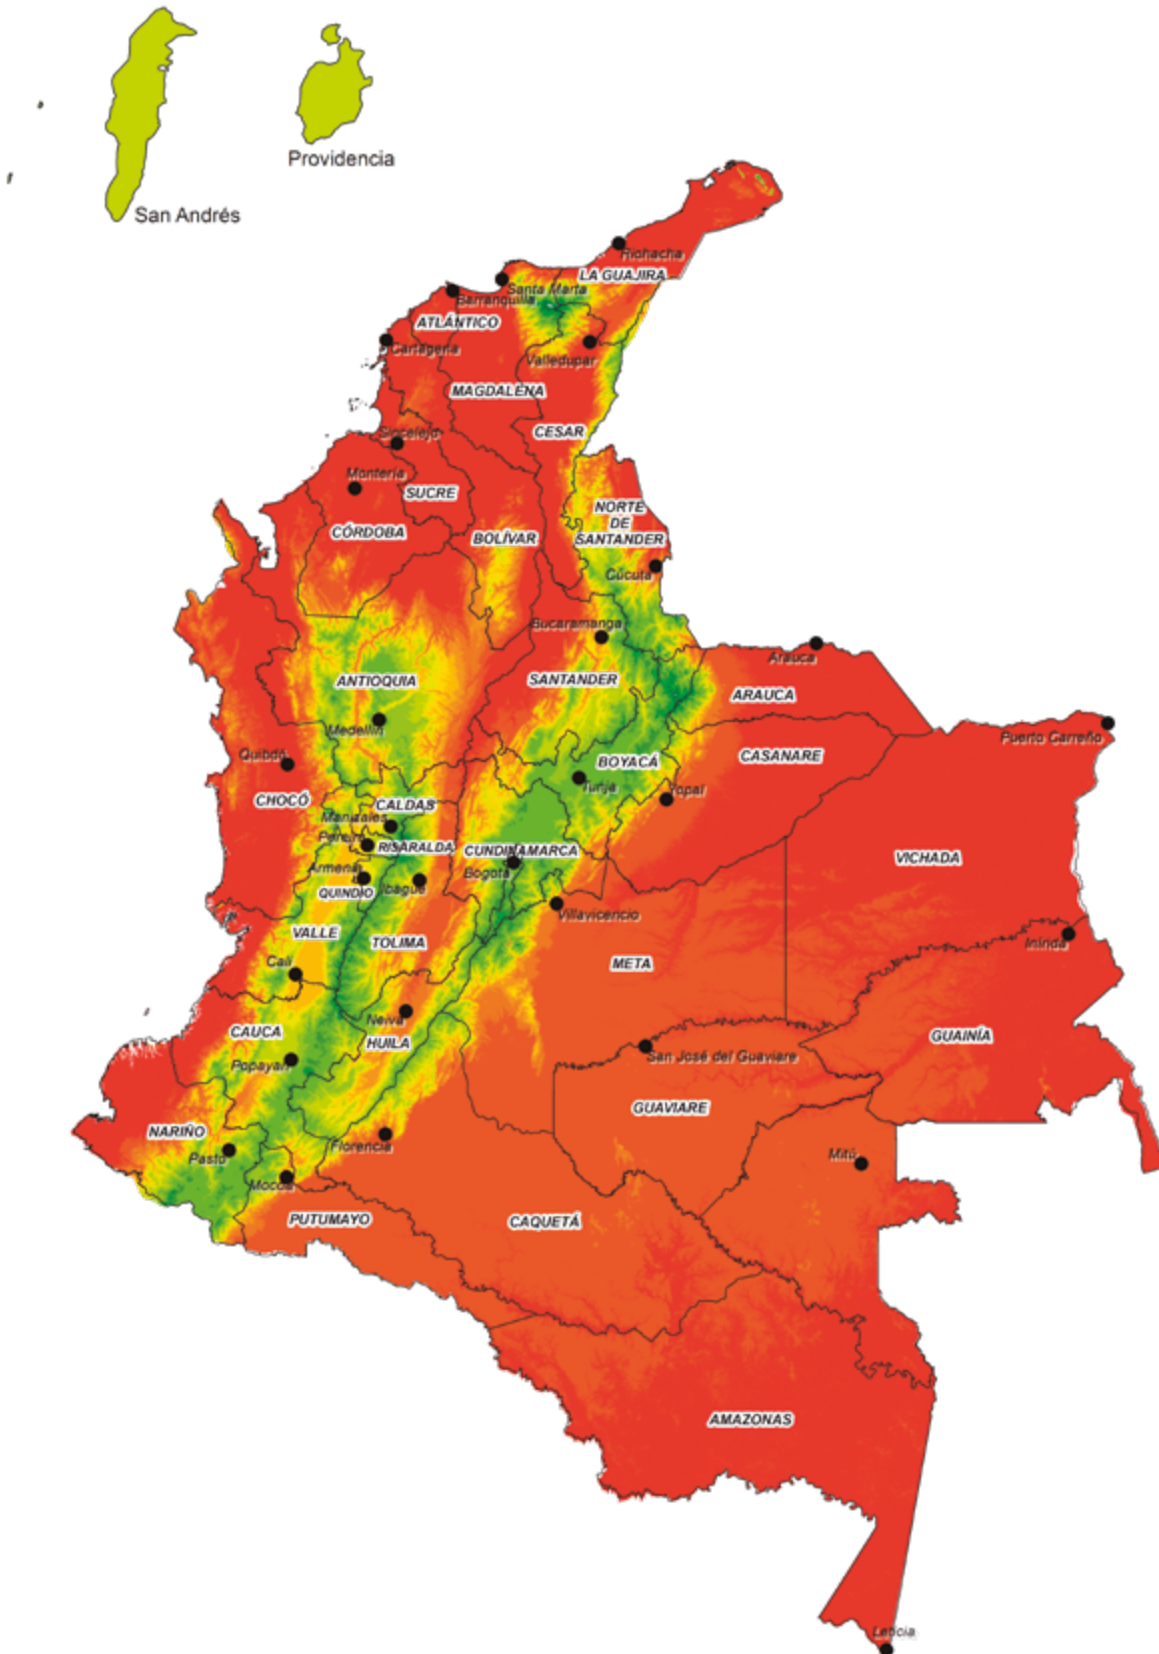 Providencia
San Andrés
Riohacha
LA GUAJIRA
Santa Marta
Barranquilla
ATLÁNTICO
Cartagena
Valledupar
MAGDALENA
CESAR
Sincelejo
Montería
SUCRE
NORTE
DE
SANTANDER
CÓRDOBA
BOLÍVAR
Cúcuta
Bucaramanga
Arauca
ANTIOQUIA
SANTANDER
ARAUCA
Medellín
Puerto Carreño
Quibdó
BOYACÁ
CASANARE
Tunja
Yopal
CHOCÓ
CALDAS
Manizales
Pereira
RISARALDA
CUNDINAMARCA
VICHADA
Armenia
Ibagué
Bogotá
QUINDIO
Villavicencio
VALLE
TOLIMA
Inírida
Cali
META
Neiva
CAUCA
HUILA
GUAINÍA
Popayán
San José del Guaviare
GUAVIARE
NARIÑO
Florencia
Pasto
Mitú
Mocoa
PUTUMAYO
CAQUETÁ
AMAZONAS
Leticia